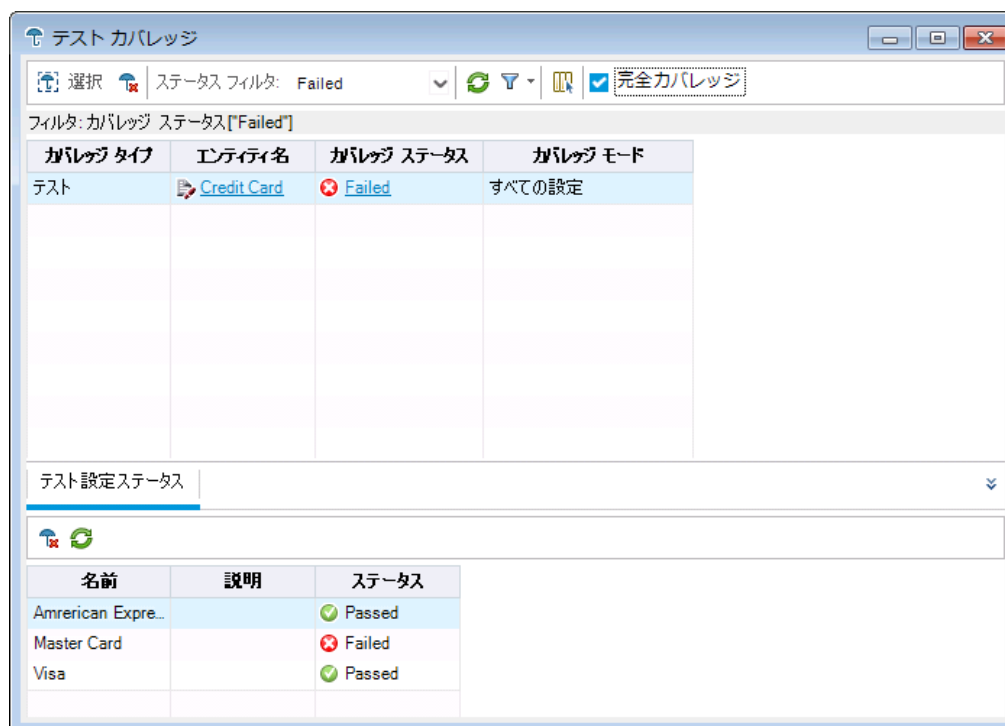 テスト カバレッジ
選択 ステータス フィルタ: Failed 完全カバレッジ
フィルタ: カバレッジ ステータス["Failed"]
カバレッジ タイプ エンティティ名 カバレッジ ステータス カバレッジ モード
テスト Credit Card Failed すべての設定
テスト設定ステータス
名前 説明 ステータス
Amrerican Expre... Passed
Master Card Failed
Visa Passed